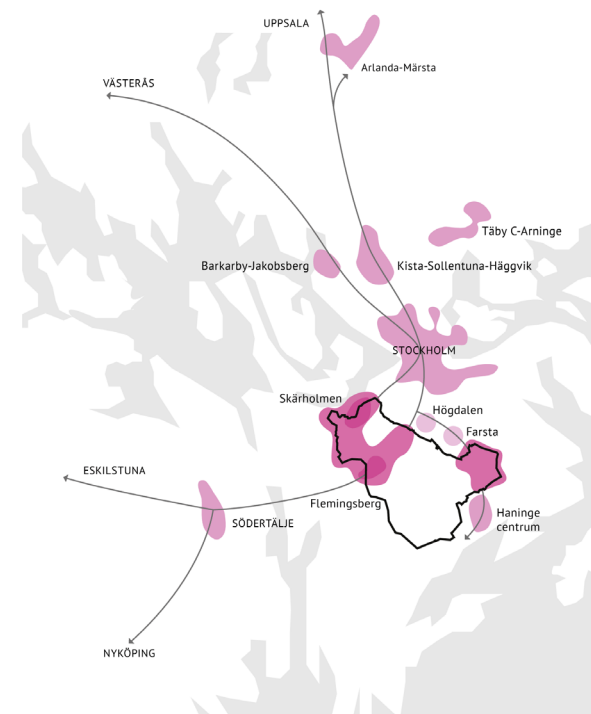 UPPSALA
Arlanda-Märsta
VÄSTERÅS
Täby C-Arninge
Barkarby-Jakobsberg
Kista-Sollentuna-Häggvik
STOCKHOLM
Skärholmen
Högdalen
Farsta
ESKILSTUNA
Flemingsberg
SÖDERTÄLJE
Haninge
centrum
NYKÖPING